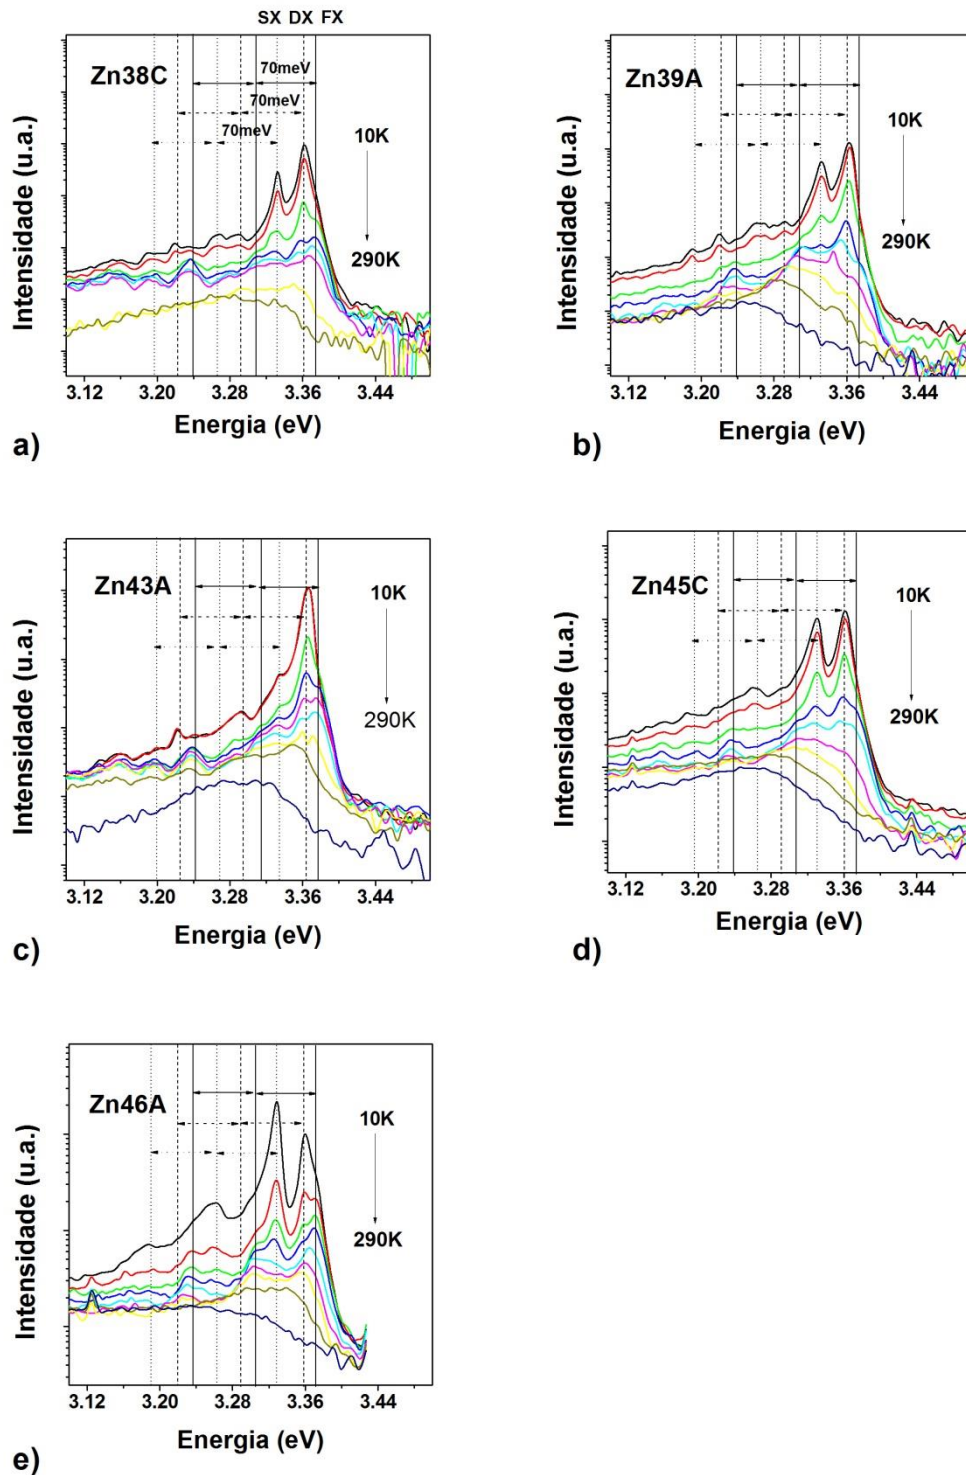 SX DX FX
Zn38C
70meV
70meV
70meV
10K
290K
Intensidade (u.a.)
3.12 3.20 3.28 3.36 3.44
Energia (eV)
a)
Zn39A
10K
290K
Intensidade (u.a.)
3.12 3.20 3.28 3.36 3.44
Energia (eV)
b)
Zn43A
10K
290K
Intensidade (u.a.)
3.12 3.20 3.28 3.36 3.44
Energia (eV)
c)
Zn45C
10K
290K
Intensidade (u.a.)
3.12 3.20 3.28 3.36 3.44
Energia (eV)
d)
Zn46A
10K
290K
Intensidade (u.a.)
3.12 3.20 3.28 3.36 3.44
Energia (eV)
e)